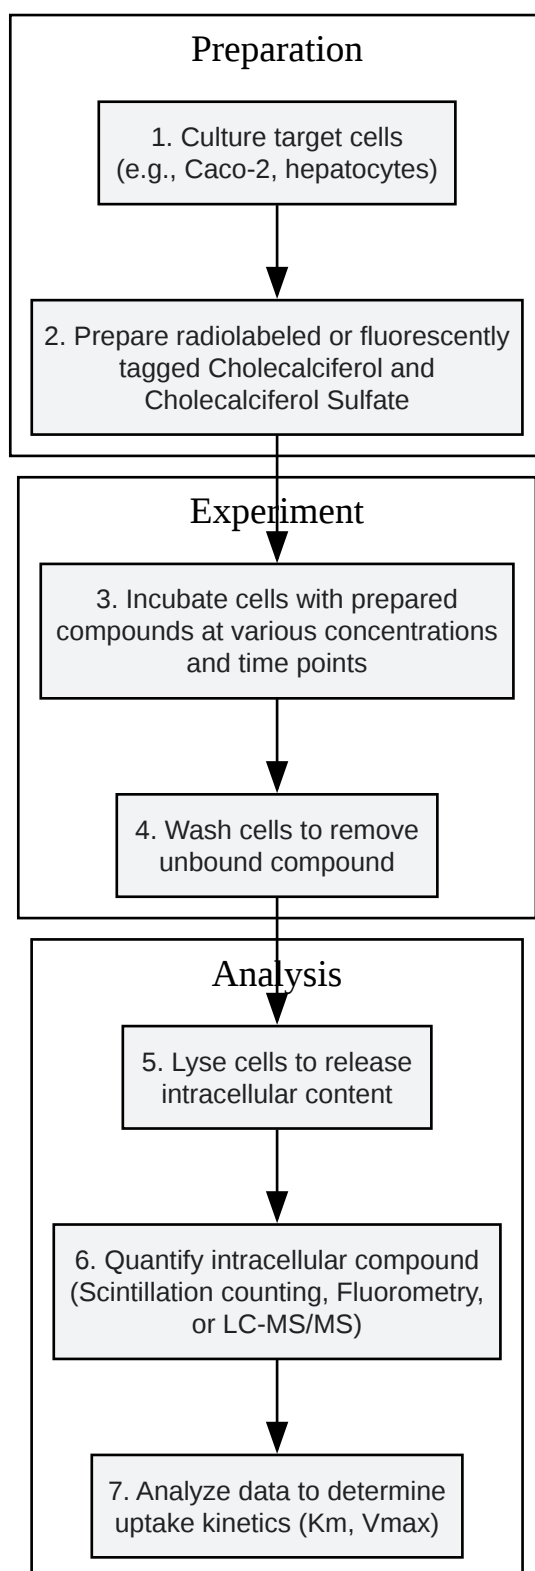 Preparation
1. Culture target cells
(e.g., Caco-2, hepatocytes)
2. Prepare radiolabeled or fluorescently
tagged Cholecalciferol and
Cholecalciferol Sulfate
Experiment
3. Incubate cells with prepared
compounds at various concentrations
and time points
4. Wash cells to remove
unbound compound
Analysis
5. Lyse cells to release
intracellular content
6. Quantify intracellular compound
(Scintillation counting, Fluorometry,
or LC-MS/MS)
7. Analyze data to determine
uptake kinetics (Km, Vmax)